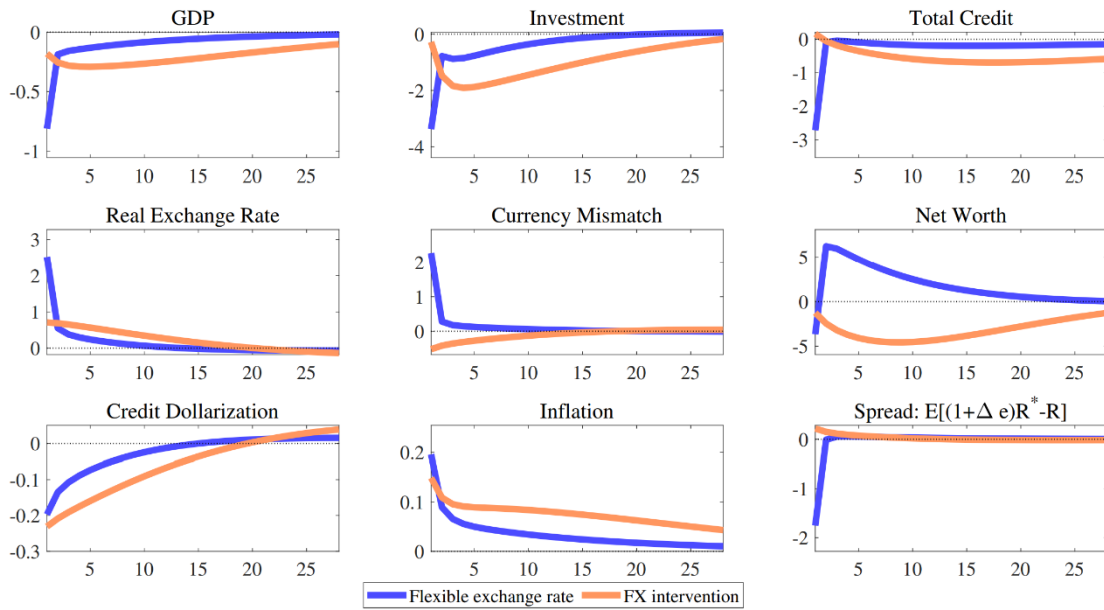 GDP
Investment
Total Credit
0
-0.5
-1
5 10 15 20 25
0
-2
-4
5 10 15 20 25
0
-1
-2
-3
5 10 15 20 25
Real Exchange Rate
Currency Mismatch
Net Worth
3
2
1
0
5 10 15 20 25
2
1
0
5 10 15 20 25
5
0
-5
5 10 15 20 25
Credit Dollarization
Inflation
Spread: E[(1+Δ e)R*-R]
0
-0.1
-0.2
-0.3
5 10 15 20 25
0.2
0.1
0
5 10 15 20 25
0
-1
-2
5 10 15 20 25
Flexible exchange rate FX intervention